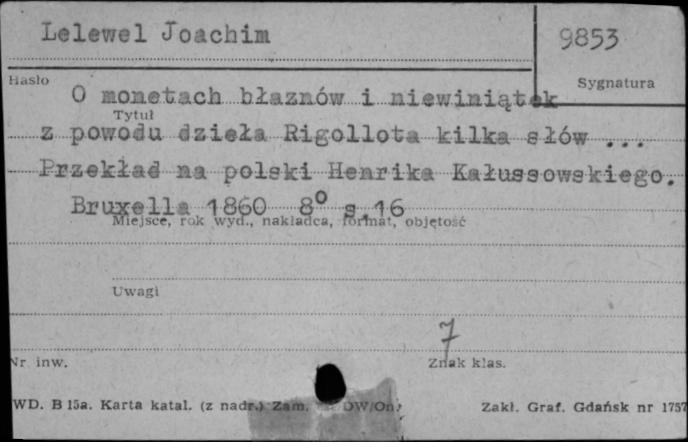 Lelewel Joachim
9853
Hasło
Sygnatura
O monetach błaznów i niewiniątek
Tytuł
z powodu dzieła Rigollota kilka słów ...
Przekład na polski Henrika Kałussowskiego.
Bruxella 1860 8° s.16
Miejsce, rok wyd., nakładca, format, objętość
Uwagi
7
Nr inw.
Znak klas.
WD. B 15a. Karta katal. (z nadr.) Zam. DW/On.
Zakł. Graf. Gdańsk nr 1757